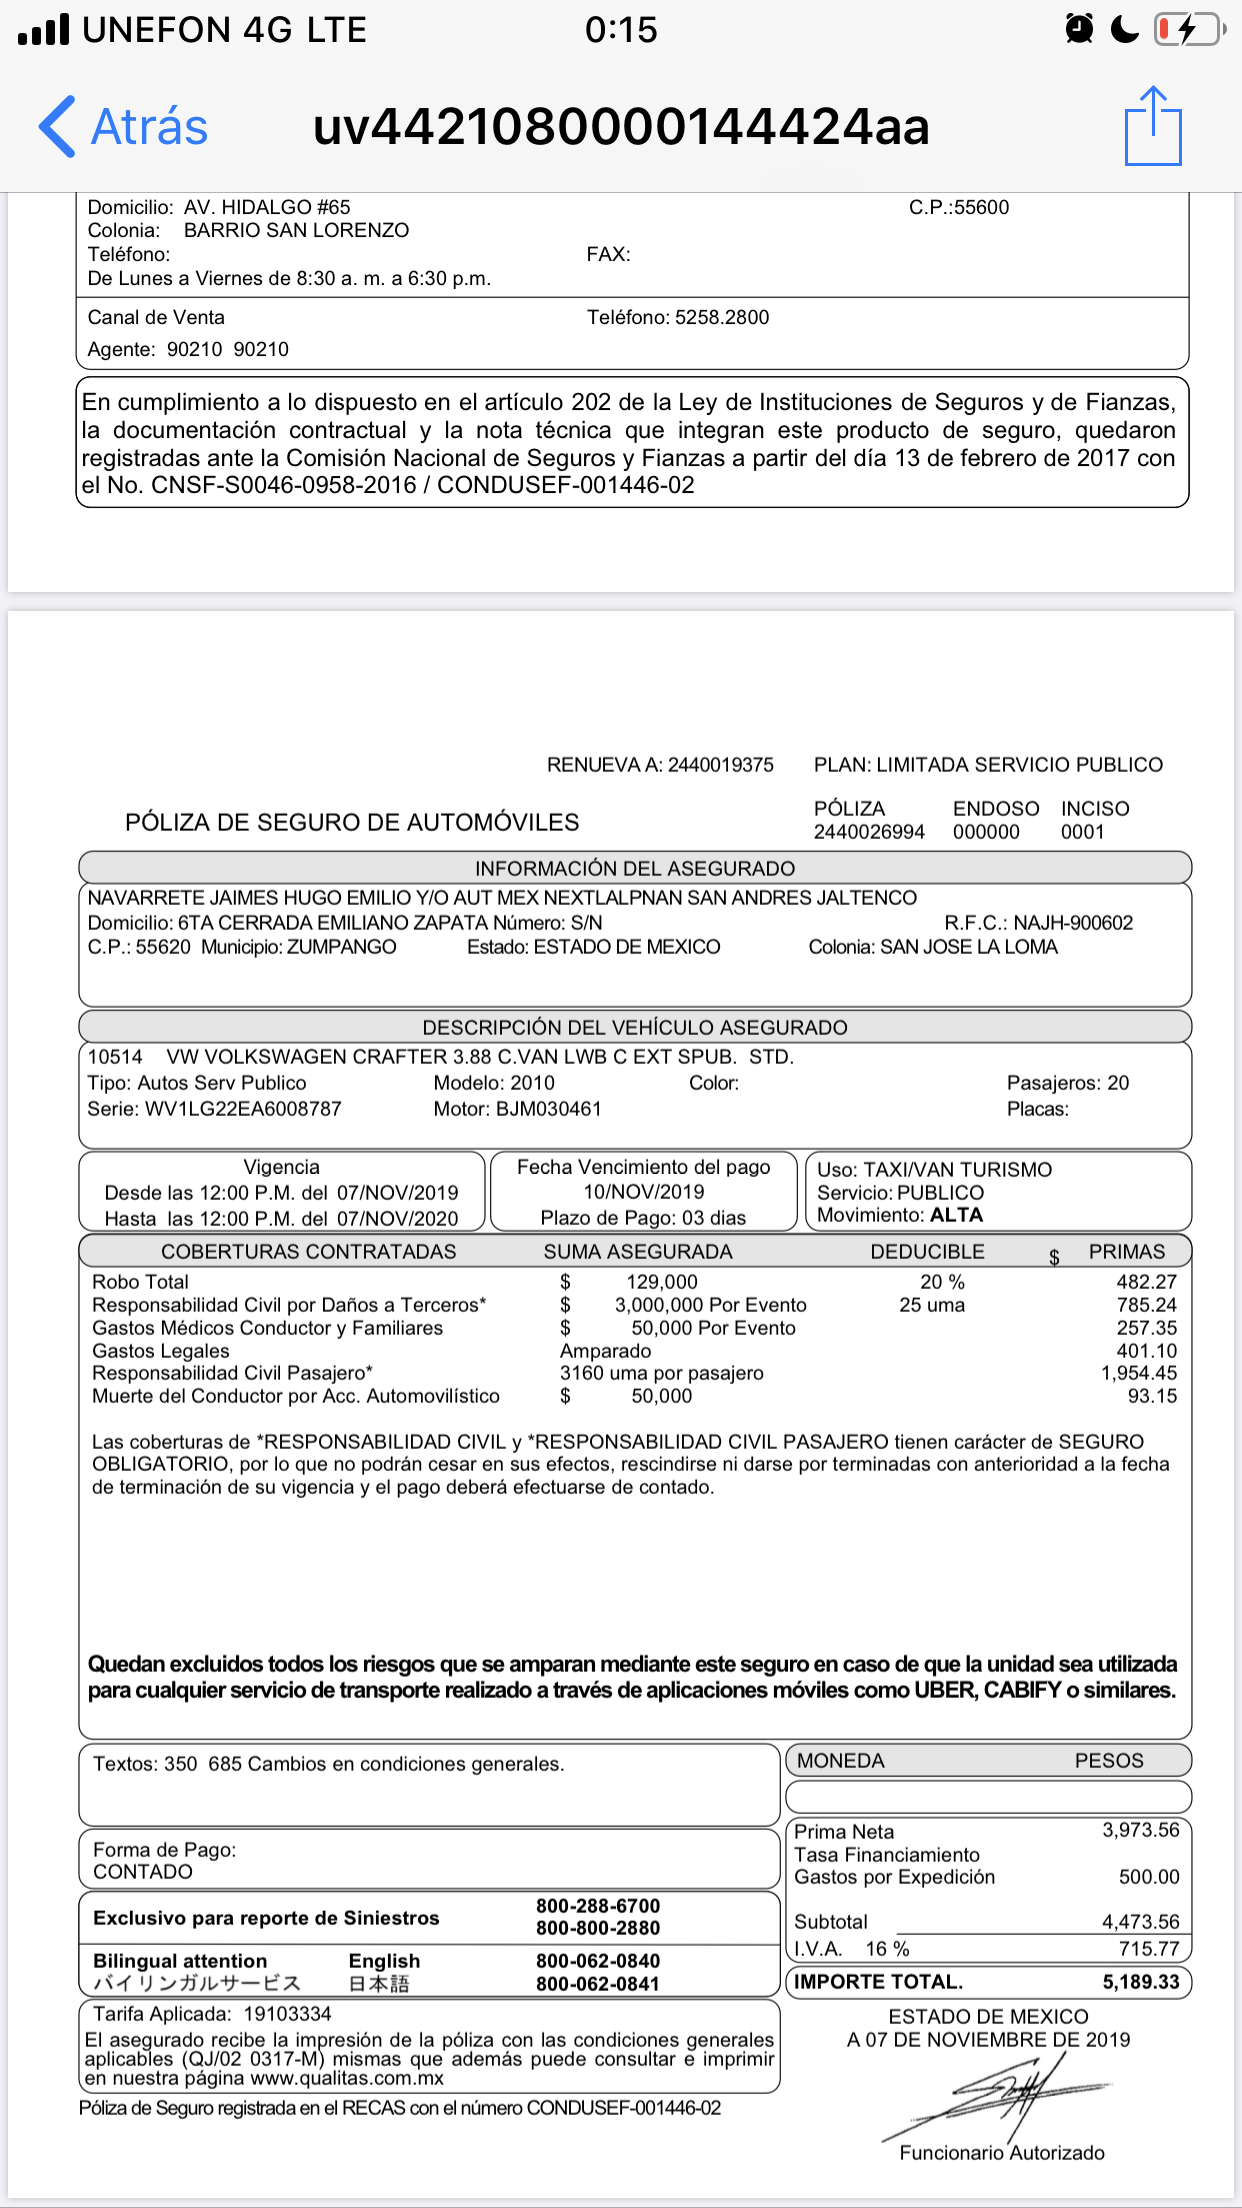 UNEFON 4G LTE 0:15
Atrás uv4421080000144424aa
Domicilio: AV. HIDALGO #65 C.P.:55600
Colonia: BARRIO SAN LORENZO
Teléfono: FAX:
De Lunes a Viernes de 8:30 a. m. a 6:30 p.m.
Canal de Venta Teléfono: 5258.2800
Agente: 90210 90210
En cumplimiento a lo dispuesto en el artículo 202 de la Ley de Instituciones de Seguros y de Fianzas,
la documentación contractual y la nota técnica que integran este producto de seguro, quedaron
registradas ante la Comisión Nacional de Seguros y Fianzas a partir del día 13 de febrero de 2017 con
el No. CNSF-S0046-0958-2016 / CONDUSEF-001446-02
RENUEVA A: 2440019375 PLAN: LIMITADA SERVICIO PUBLICO
PÓLIZA DE SEGURO DE AUTOMÓVILES
PÓLIZA ENDOSO INCISO
2440026994 000000 0001
INFORMACIÓN DEL ASEGURADO
NAVARRETE JAIMES HUGO EMILIO Y/O AUT MEX NEXTLALPNAN SAN ANDRES JALTENCO
Domicilio: 6TA CERRADA EMILIANO ZAPATA Número: S/N R.F.C.: NAJH-900602
C.P.: 55620 Municipio: ZUMPANGO Estado: ESTADO DE MEXICO Colonia: SAN JOSE LA LOMA
DESCRIPCIÓN DEL VEHÍCULO ASEGURADO
10514 VW VOLKSWAGEN CRAFTER 3.88 C.VAN LWB C EXT SPUB. STD.
Tipo: Autos Serv Publico Modelo: 2010 Color: Pasajeros: 20
Serie: WV1LG22EA6008787 Motor: BJM030461 Placas:
Vigencia
Desde las 12:00 P.M. del 07/NOV/2019
Hasta las 12:00 P.M. del 07/NOV/2020
Fecha Vencimiento del pago
10/NOV/2019
Plazo de Pago: 03 dias
Uso: TAXI/VAN TURISMO
Servicio: PUBLICO
Movimiento: ALTA
COBERTURAS CONTRATADAS SUMA ASEGURADA DEDUCIBLE $ PRIMAS
Robo Total $ 129,000 20 % 482.27
Responsabilidad Civil por Daños a Terceros* $ 3,000,000 Por Evento 25 uma 785.24
Gastos Médicos Conductor y Familiares $ 50,000 Por Evento 257.35
Gastos Legales Amparado 401.10
Responsabilidad Civil Pasajero* 3160 uma por pasajero 1,954.45
Muerte del Conductor por Acc. Automovilístico $ 50,000 93.15
Las coberturas de *RESPONSABILIDAD CIVIL y *RESPONSABILIDAD CIVIL PASAJERO tienen carácter de SEGURO
OBLIGATORIO, por lo que no podrán cesar en sus efectos, rescindirse ni darse por terminadas con anterioridad a la fecha
de terminación de su vigencia y el pago deberá efectuarse de contado.
Quedan excluidos todos los riesgos que se amparan mediante este seguro en caso de que la unidad sea utilizada
para cualquier servicio de transporte realizado a través de aplicaciones móviles como UBER, CABIFY o similares.
Textos: 350 685 Cambios en condiciones generales.
MONEDA PESOS
Forma de Pago:
CONTADO
Prima Neta 3,973.56
Tasa Financiamiento
Gastos por Expedición 500.00
Subtotal 4,473.56
I.V.A. 16 % 715.77
IMPORTE TOTAL. 5,189.33
Exclusivo para reporte de Siniestros 800-288-6700
800-800-2880
Bilingual attention English 800-062-0840
バイリンガルサービス 日本語 800-062-0841
Tarifa Aplicada: 19103334
El asegurado recibe la impresión de la póliza con las condiciones generales
aplicables (QJ/02 0317-M) mismas que además puede consultar e imprimir
en nuestra página www.qualitas.com.mx
Póliza de Seguro registrada en el RECAS con el número CONDUSEF-001446-02
ESTADO DE MEXICO
A 07 DE NOVIEMBRE DE 2019
Funcionario Autorizado